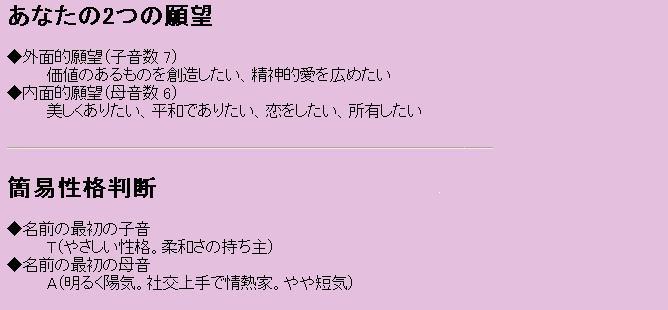 あなたの2つの願望
◆外面的願望(子音数 7)
価値のあるものを創造したい、精神的愛を広めたい
◆内面的願望(母音数 6)
美しくありたい、平和でありたい、恋をしたい、所有したい
簡易性格判断
◆名前の最初の子音
T(やさしい性格。柔和さの持ち主)
◆名前の最初の母音
A(明るく陽気。社交上手で情熱家。やや短気)